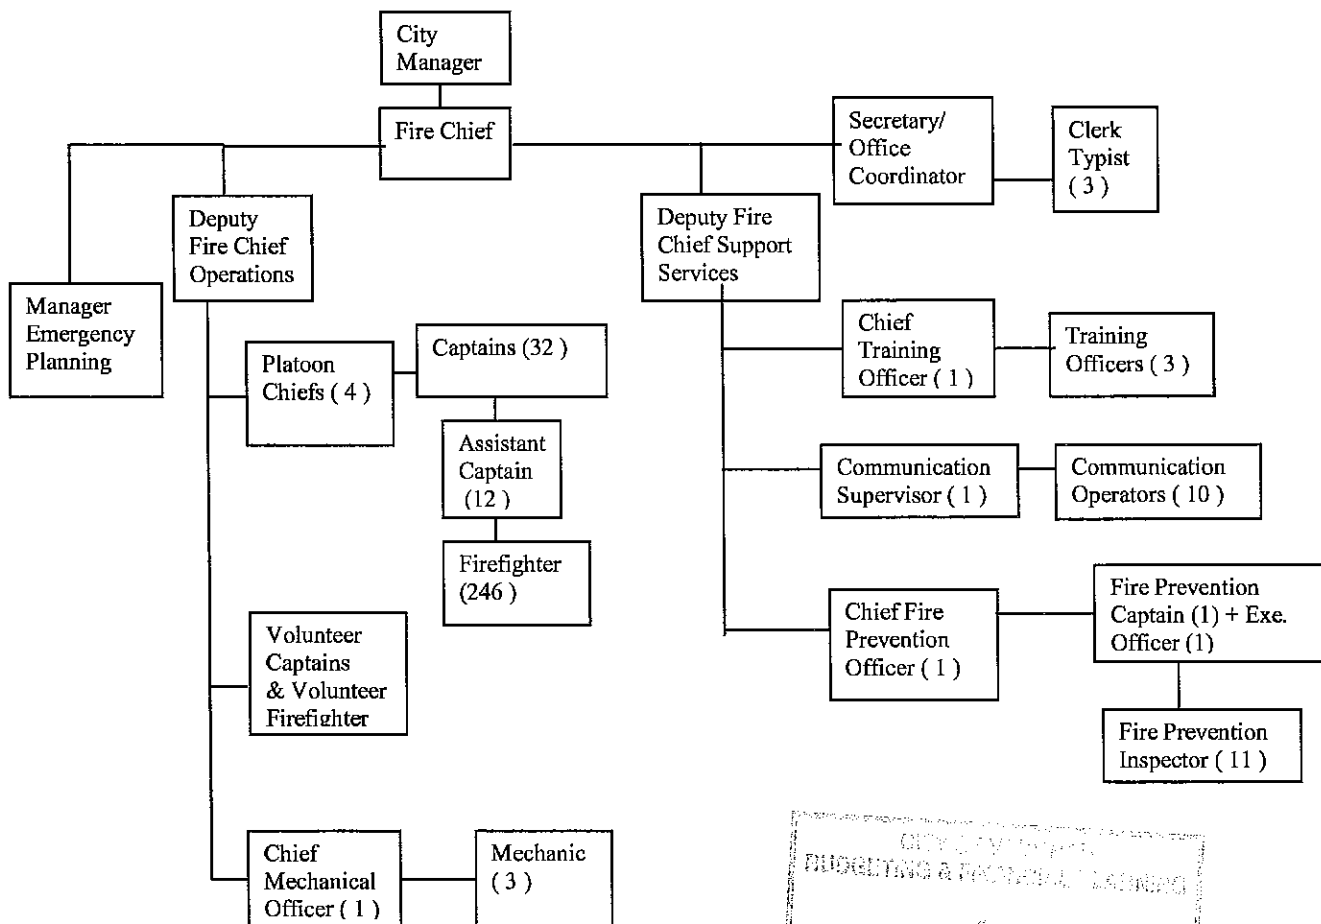 City
Manager
Fire Chief
Secretary/
Office
Coordinator
Clerk
Typist
( 3 )
Deputy
Fire Chief
Operations
Deputy Fire
Chief Support
Services
Manager
Emergency
Planning
Platoon
Chiefs ( 4 )
Captains (32 )
Assistant
Captain
(12 )
Firefighter
(246 )
Chief
Training
Officer ( 1 )
Training
Officers ( 3 )
Communication
Supervisor ( 1 )
Communication
Operators ( 10 )
Chief Fire
Prevention
Officer ( 1 )
Fire Prevention
Captain (1) + Exe.
Officer (1)
Fire Prevention
Inspector ( 11 )
Volunteer
Captains
& Volunteer
Firefighter
Chief
Mechanical
Officer ( 1 )
Mechanic
( 3 )
BUDGETING &